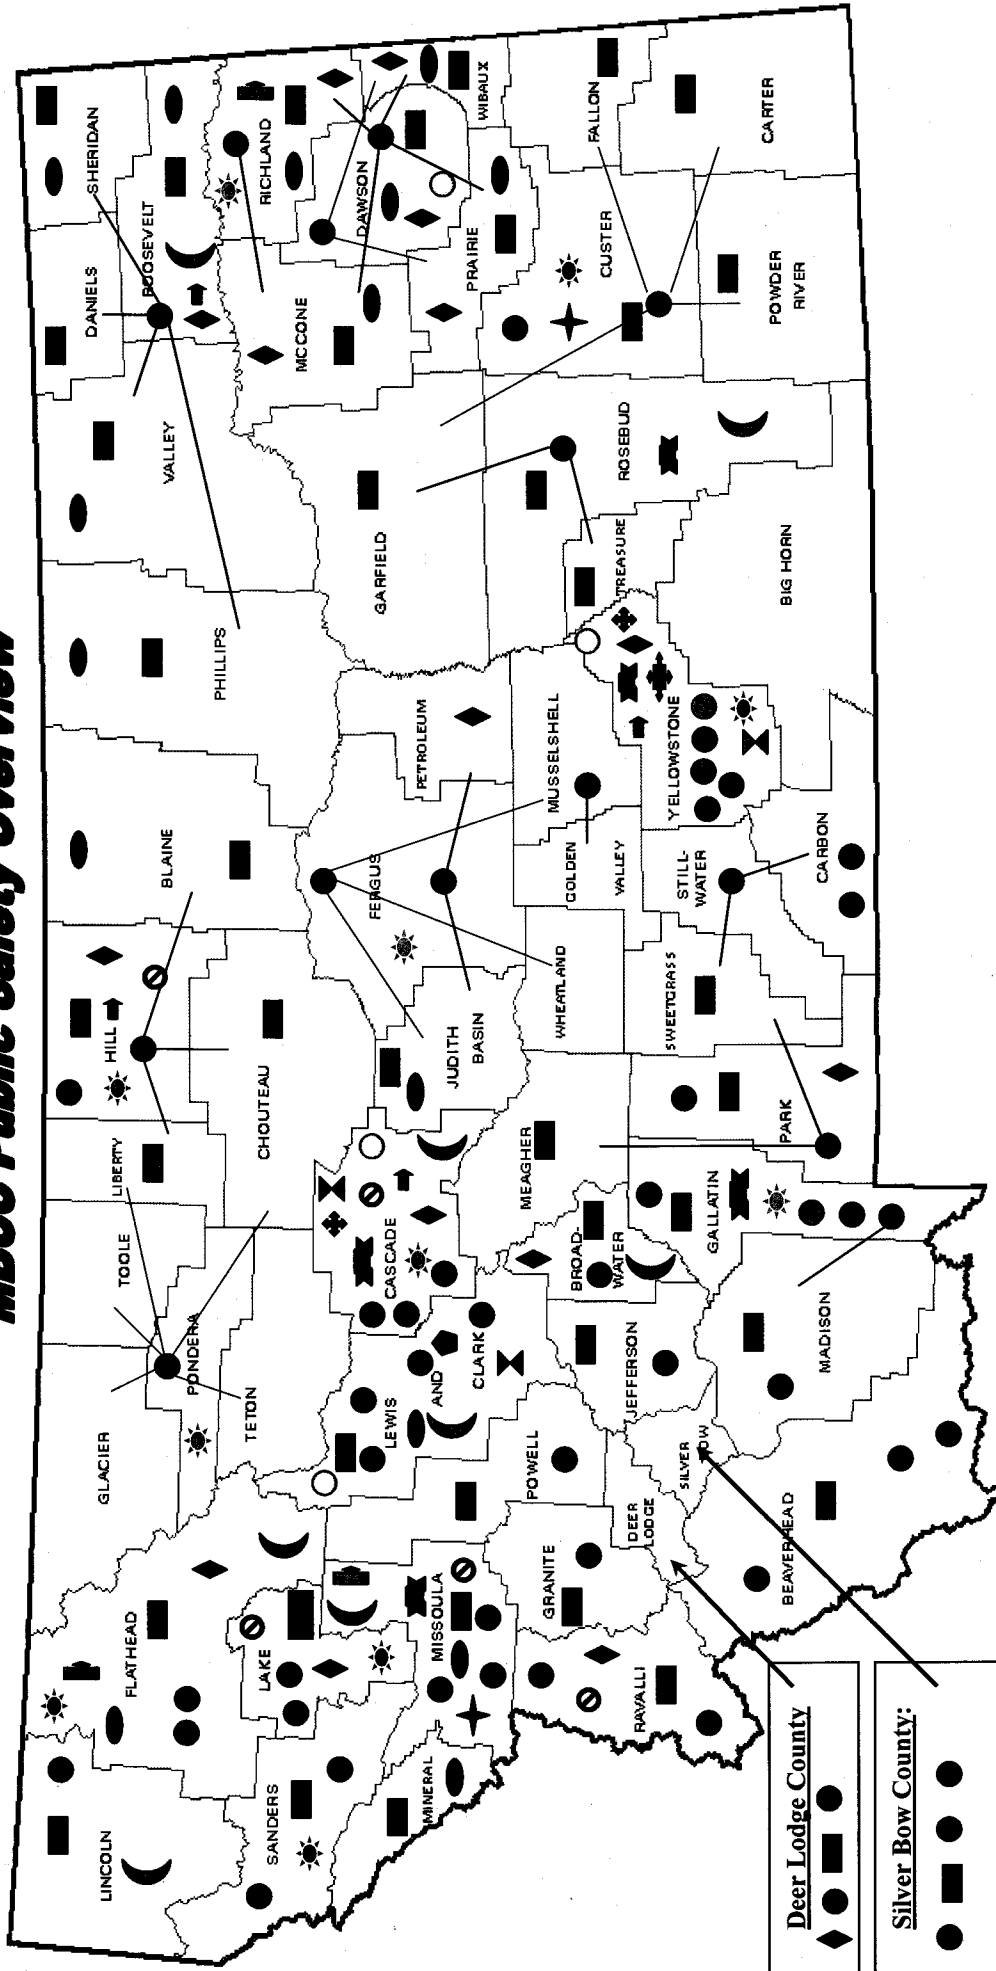 MBCC Public Safety Overview
LINCOLN
FLATHEAD
GLACIER
TOOLE
LIBERTY
HILL
BLAINE
PHILLIPS
VALLEY
DANIELS
SHERIDAN
ROOSEVELT
PONDERA
TETON
CHOUTEAU
SANDERS
LAKE
MINERAL
MISSOULA
LEWIS
AND
CLARK
CASCADE
JUDITH
BASIN
FERGUS
PETROLEUM
GARFIELD
MCCONE
RICHLAND
DAWSON
WIBAUX
PRAIRIE
POWELL
GRANITE
RAVALLI
DEER
LODGE
SILVER
JEFFERSON
BROAD-
WATER
MEAGHER
WHEATLAND
GOLDEN
VALLEY
MUSSELSHELL
TREASURE
ROSEBUD
CUSTER
FALLON
BEAVERHEAD
MADISON
GALLATIN
PARK
SWEETGRASS
STILL-
WATER
CARBON
YELLOWSTONE
BIG HORN
POWDER
RIVER
CARTER
Deer Lodge County
Silver Bow County: